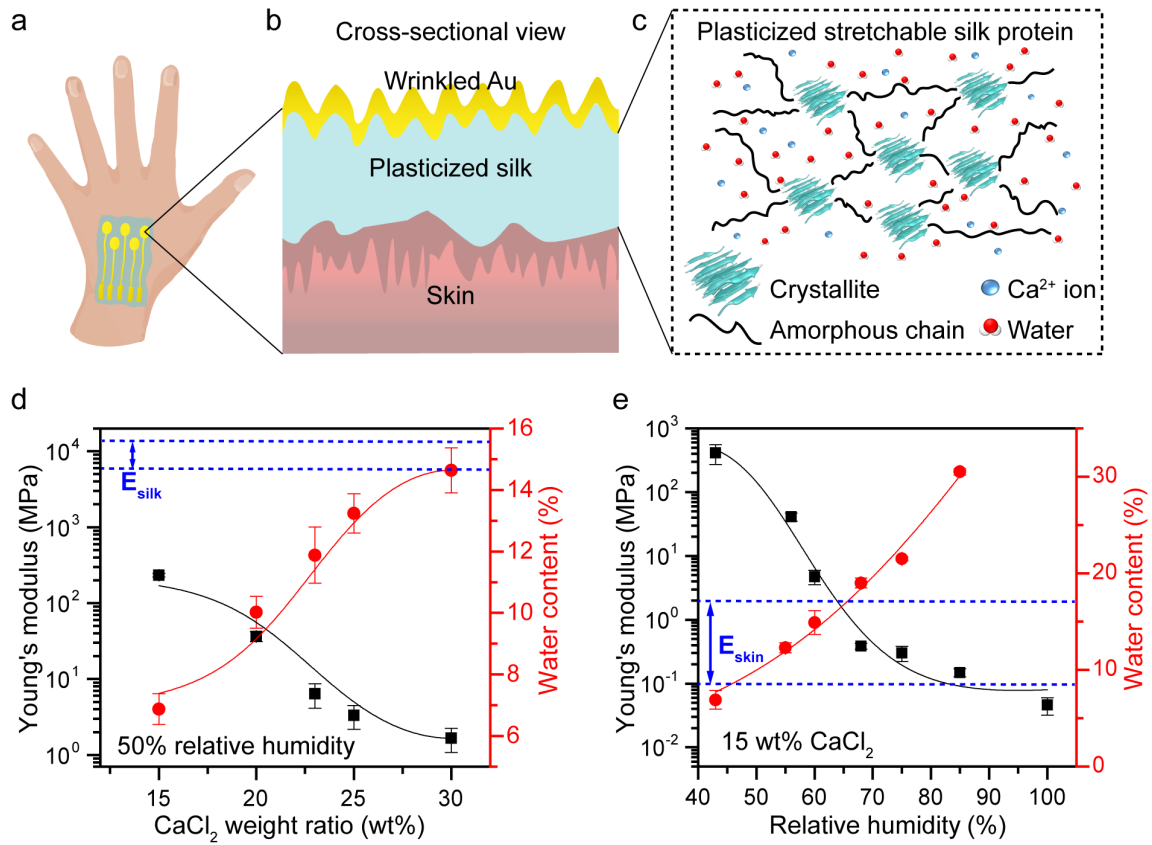 a
b
Cross-sectional view
Wrinkled Au
Plasticized silk
Skin
c
Plasticized stretchable silk protein
Crystallite
Ca²⁺ ion
Amorphous chain
Water
d
Young's modulus (MPa)
10⁴
10³
10²
10¹
10⁰
E_silk
50% relative humidity
15 20 25 30
CaCl₂ weight ratio (wt%)
16
14
12
10
8
6
Water content (%)
e
Young's modulus (MPa)
10³
10²
10¹
10⁰
10⁻¹
10⁻²
E_skin
15 wt% CaCl₂
40 50 60 70 80 90 100
Relative humidity (%)
30
20
10
0
Water content (%)